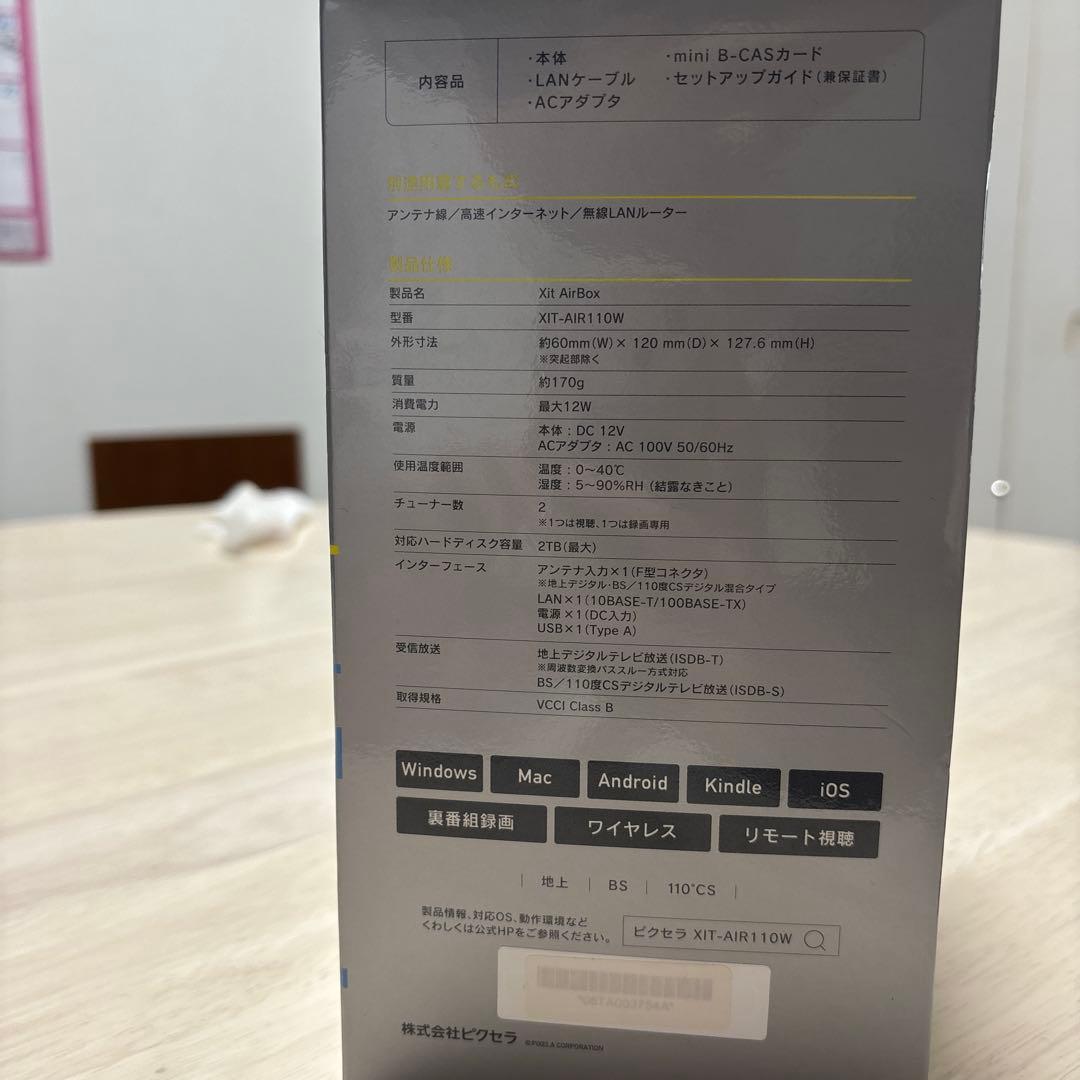 内容品
・本体
・LANケーブル
・ACアダプタ
・mini B-CASカード
・セットアップガイド（兼保証書）
別途用意するもの
アンテナ線／高速インターネット／無線LANルーター
製品仕様
製品名 Xit AirBox
型番 XIT-AIR110W
外形寸法 約60mm（W）× 120 mm（D）× 127.6 mm（H）
※突起部除く
質量 約170g
消費電力 最大12W
電源 本体：DC 12V
ACアダプタ：AC 100V 50/60Hz
使用温度範囲 温度：0～40℃
湿度：5～90%RH（結露なきこと）
チューナー数 2
※1つは視聴、1つは録画専用
対応ハードディスク容量 2TB（最大）
インターフェース アンテナ入力×1（F型コネクタ）
※地上デジタル・BS／110度CSデジタル混合タイプ
LAN×1（10BASE-T/100BASE-TX）
電源×1（DC入力）
USB×1（Type A）
受信放送 地上デジタルテレビ放送（ISDB-T）
※周波数変換パススルー方式対応
BS／110度CSデジタルテレビ放送（ISDB-S）
取得規格 VCCI Class B
Windows Mac Android Kindle iOS
裏番組録画 ワイヤレス リモート視聴
｜ 地上 ｜ BS ｜ 110°CS ｜
製品情報、対応OS、動作環境など
くわしくは公式HPをご参照ください。
ピクセラ XIT-AIR110W
株式会社ピクセラ ©PIXELA CORPORATION